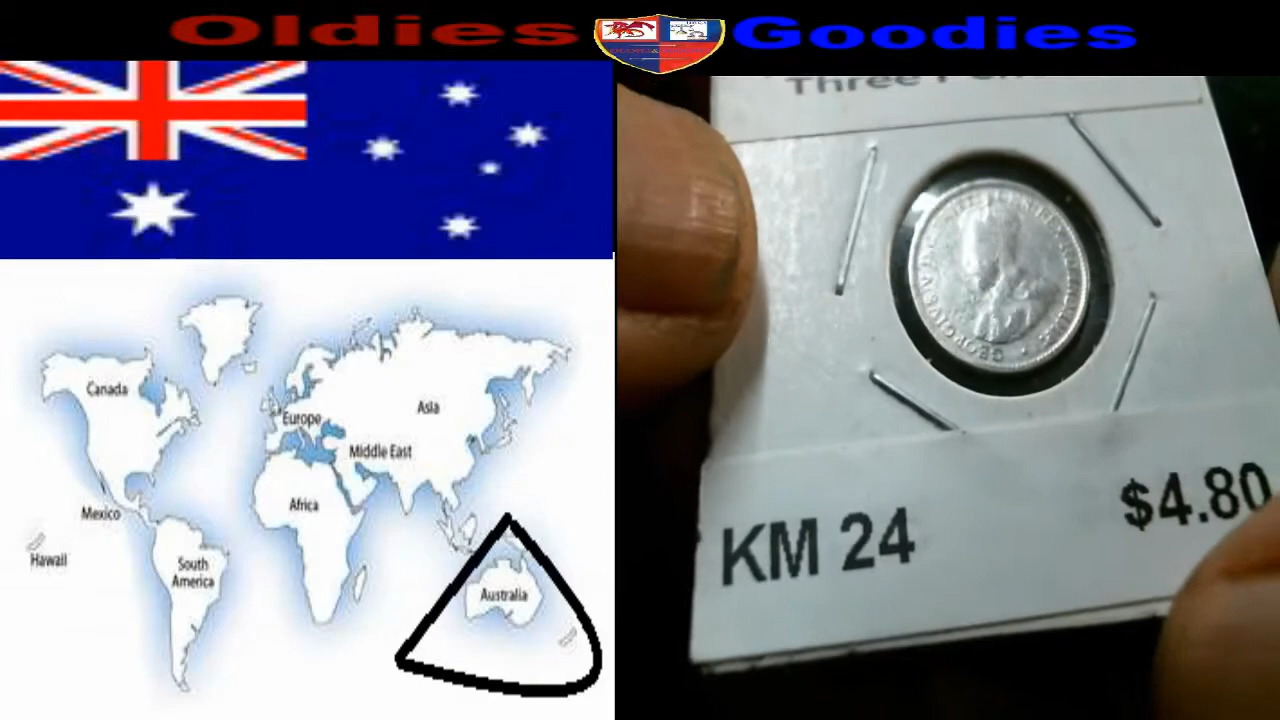 Oldies Goodies
Three
Canada
Europe
Asia
Middle East
Africa
Mexico
Hawaii
South
America
Australia
KM 24
$4.80